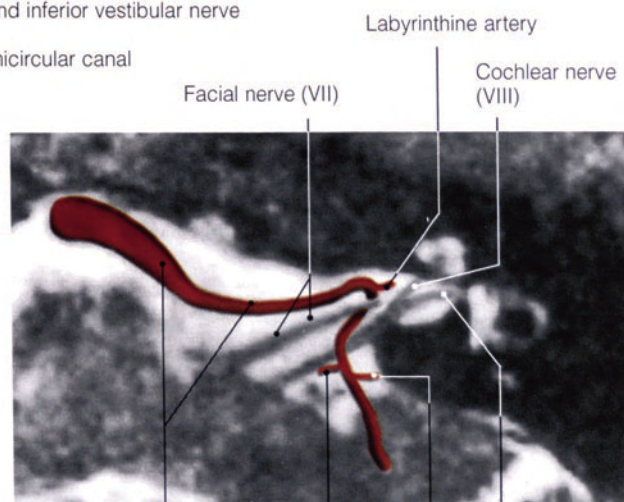 nd inferior vestibular nerve
Labyrinthine artery
nicircular canal
Cochlear nerve
(VIII)
Facial nerve (VII)